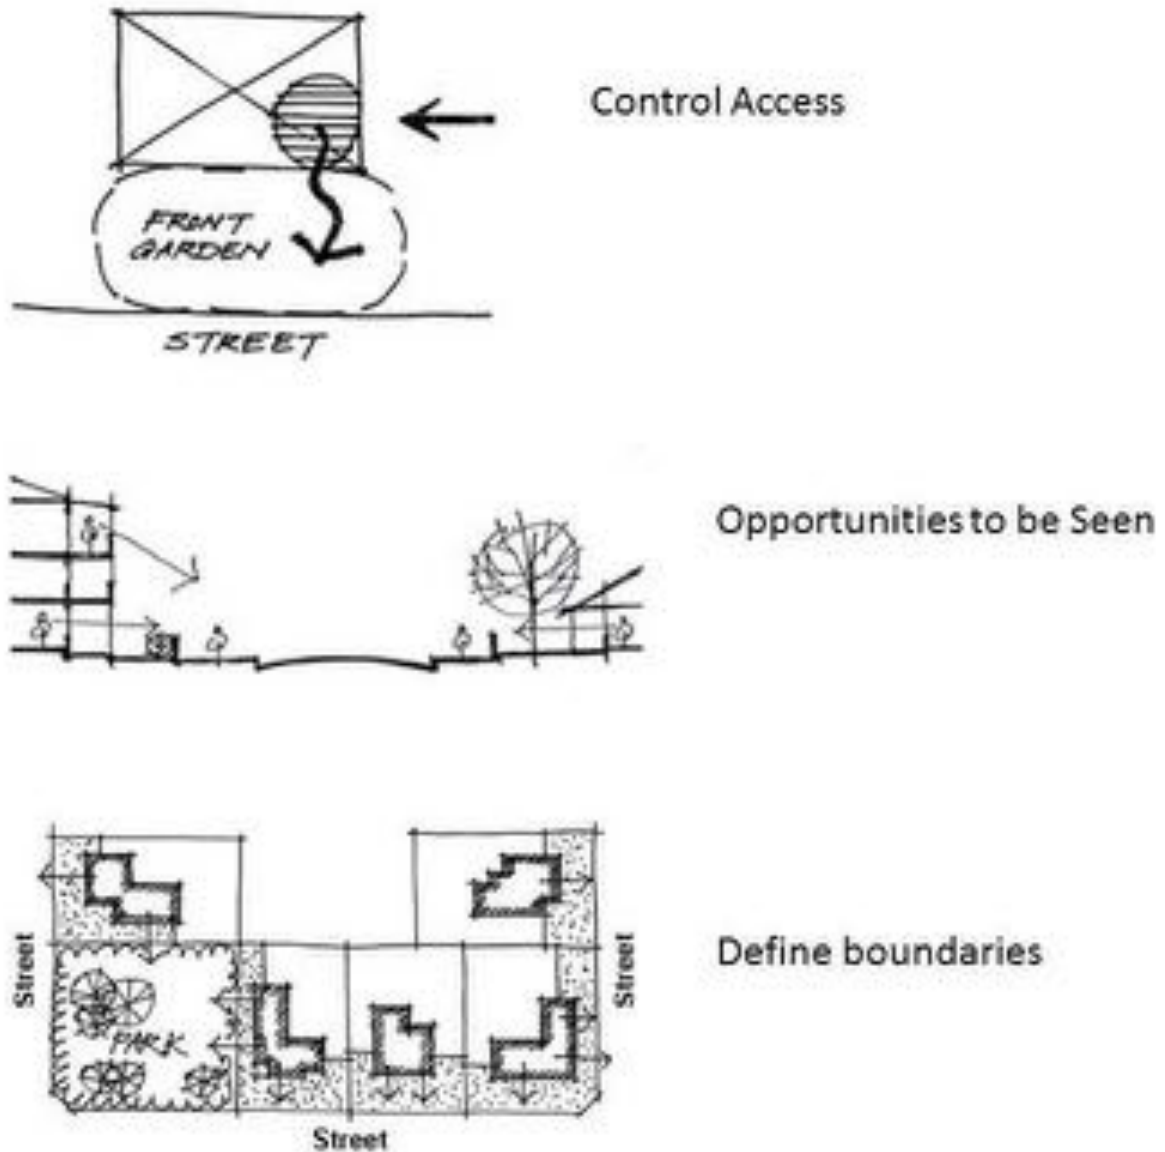 Control Access
FRONT
GARDEN
STREET
Opportunities to be Seen
Street
PARK
Street
Define boundaries
Street